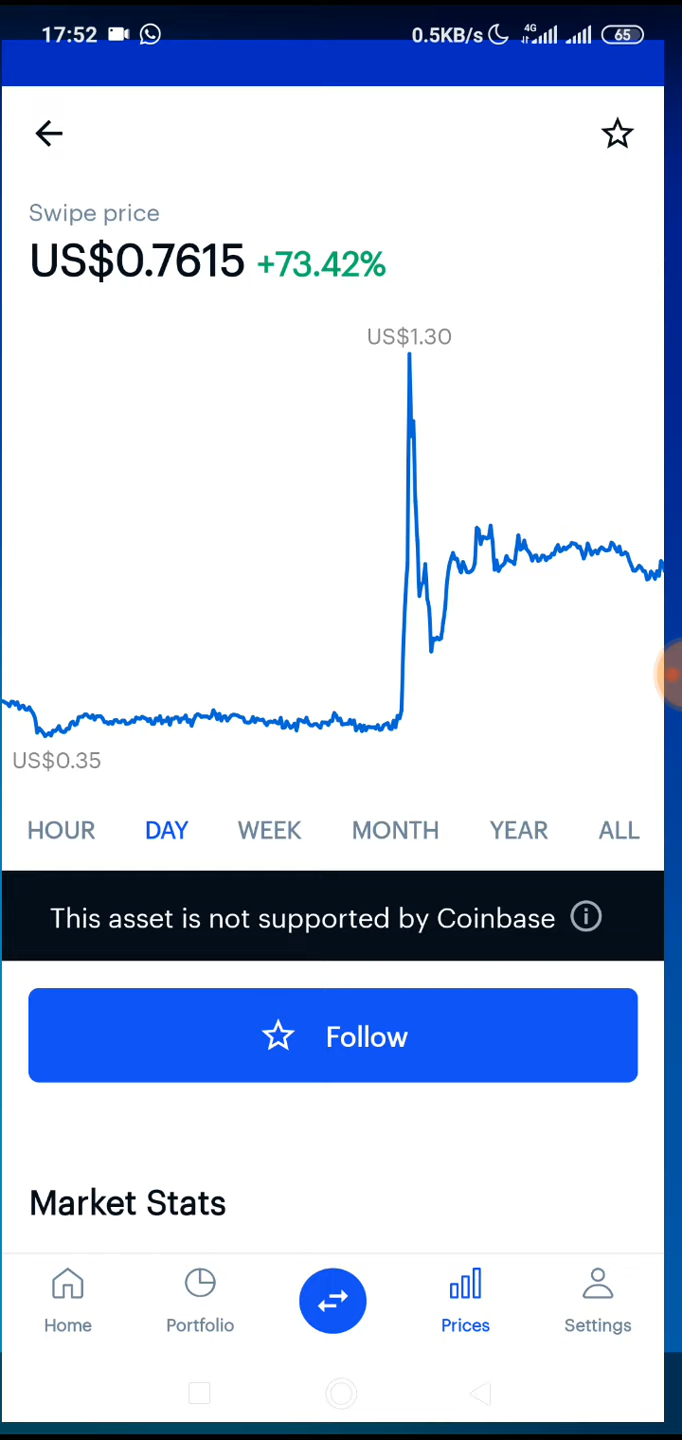 17:52 0.5KB/s 4G 65
Swipe price
US$0.7615 +73.42%
US$1.30
US$0.35
HOUR DAY WEEK MONTH YEAR ALL
This asset is not supported by Coinbase
Follow
Market Stats
Home Portfolio Prices Settings